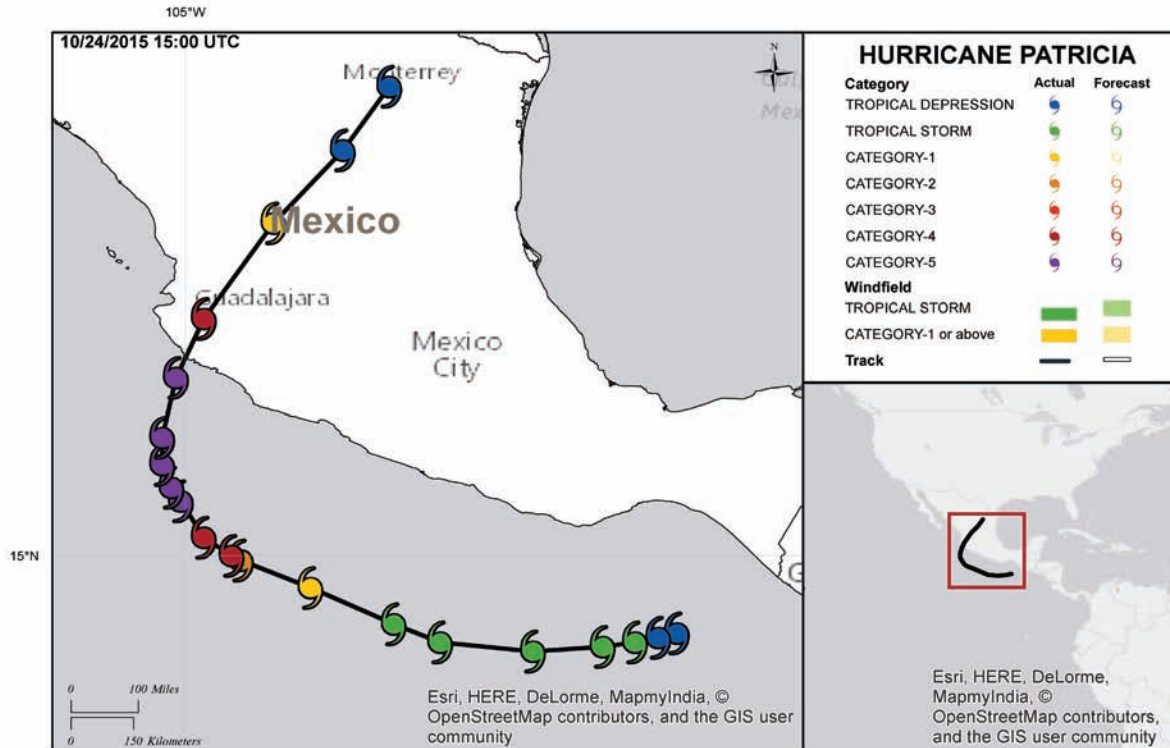 105°W
10/24/2015 15:00 UTC
N
Monterrey
Mexico
Guadalajara
Mexico
City
15°N
G
0 100 Miles
0 150 Kilometers
Esri, HERE, DeLorme, MapmyIndia, ©
OpenStreetMap contributors, and the GIS user
community
HURRICANE PATRICIA
Category Actual Forecast
TROPICAL DEPRESSION
TROPICAL STORM
CATEGORY-1
CATEGORY-2
CATEGORY-3
CATEGORY-4
CATEGORY-5
Windfield
TROPICAL STORM
CATEGORY-1 or above
Track
Esri, HERE, DeLorme,
MapmyIndia, ©
OpenStreetMap
contributors,
and the GIS user
community